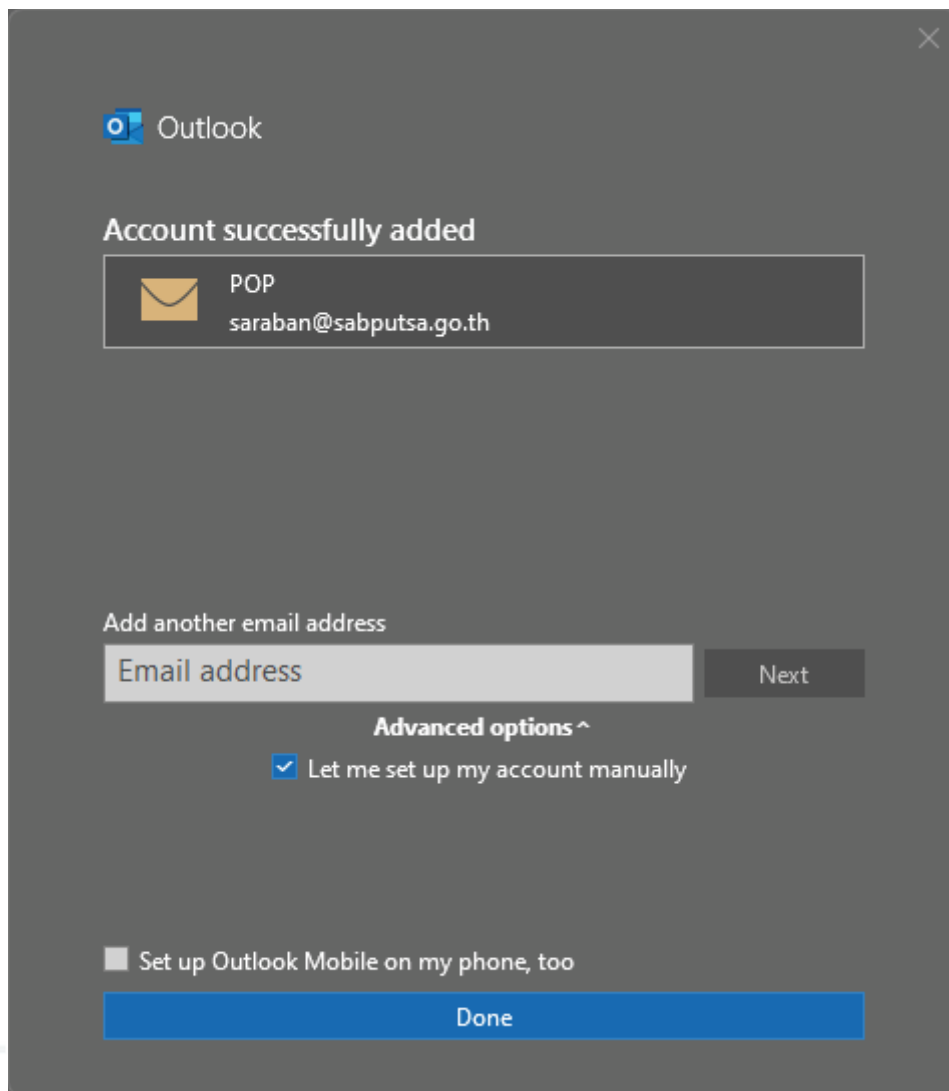 Outlook
Account successfully added
POP
saraban@sabputsa.go.th
Add another email address
Email address
Next
Advanced options
Let me set up my account manually
Set up Outlook Mobile on my phone, too
Done